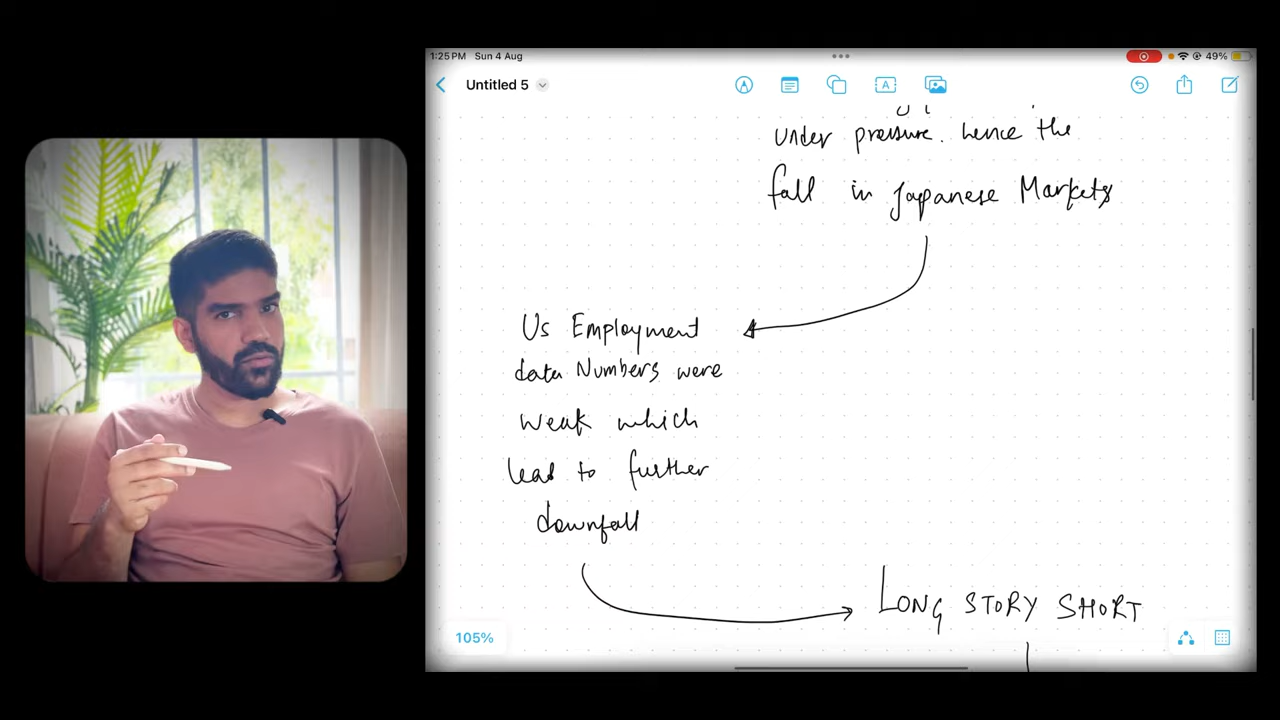 1:25 PM Sun 4 Aug
49%
Untitled 5
under pressure. hence the
fall in Japanese Markets
Us Employment
data Numbers were
weak which
lead to further
downfall
LONG STORY SHORT
105%